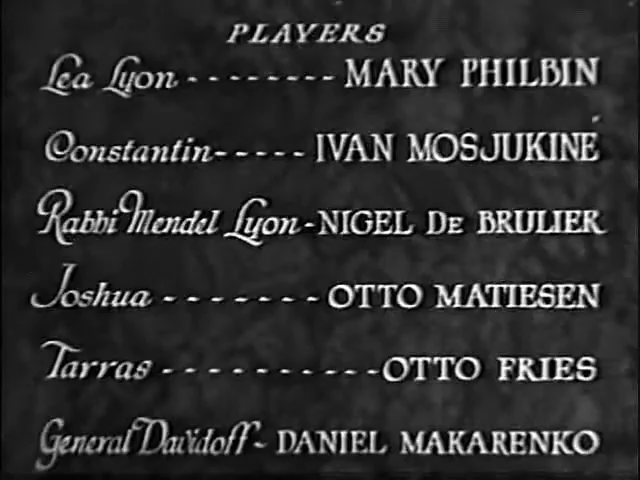 PLAYERS
Lea Lyon - - - - - - - - MARY PHILBIN
Constantin - - - - - IVAN MOSJUKINE
Rabbi Mendel Lyon - NIGEL DE BRULIER
Joshua - - - - - - - OTTO MATIESEN
Tarras - - - - - - - - - - OTTO FRIES
General Davidoff - DANIEL MAKARENKO